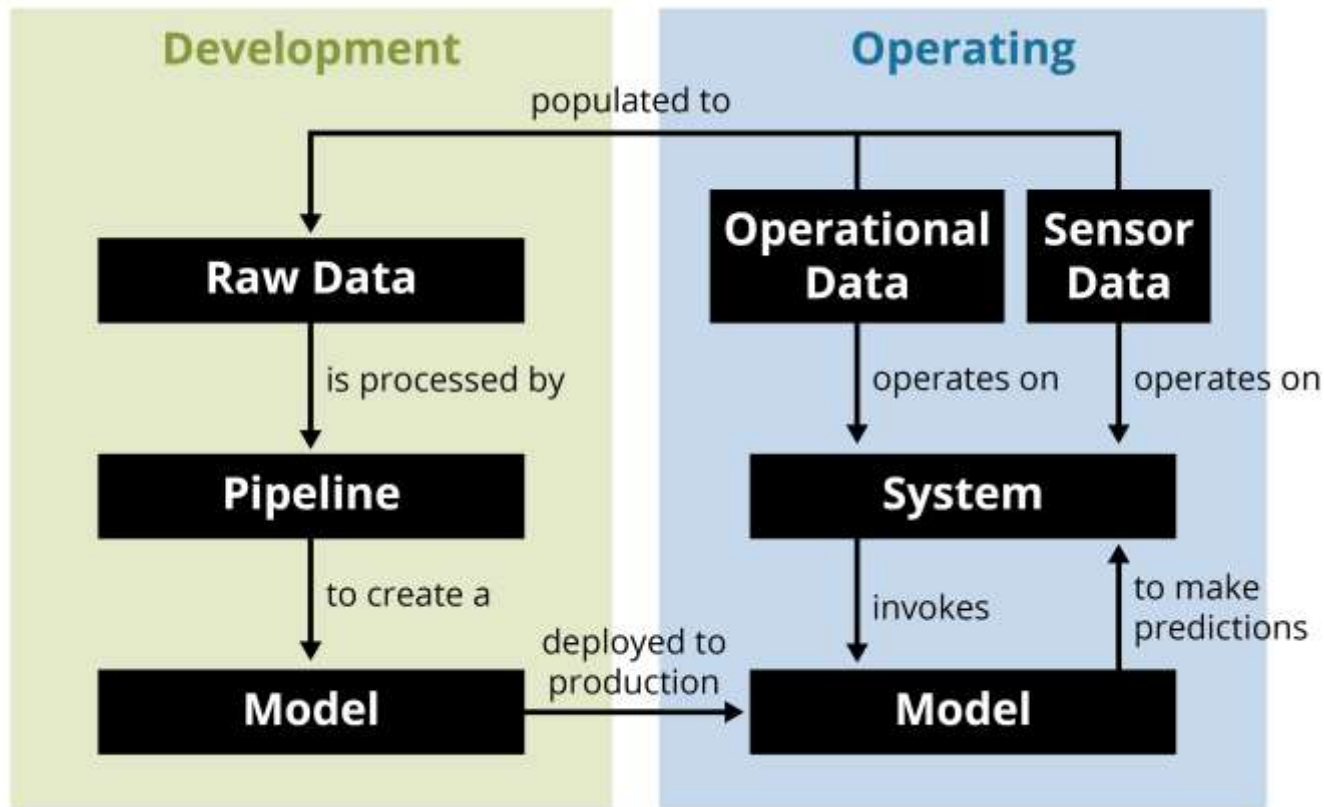 Development
Operating
populated to
Operational
Data
Sensor
Data
Raw Data
is processed by
operates on
operates on
Pipeline
System
to create a
invokes
to make
predictions
deployed to
production
Model
Model